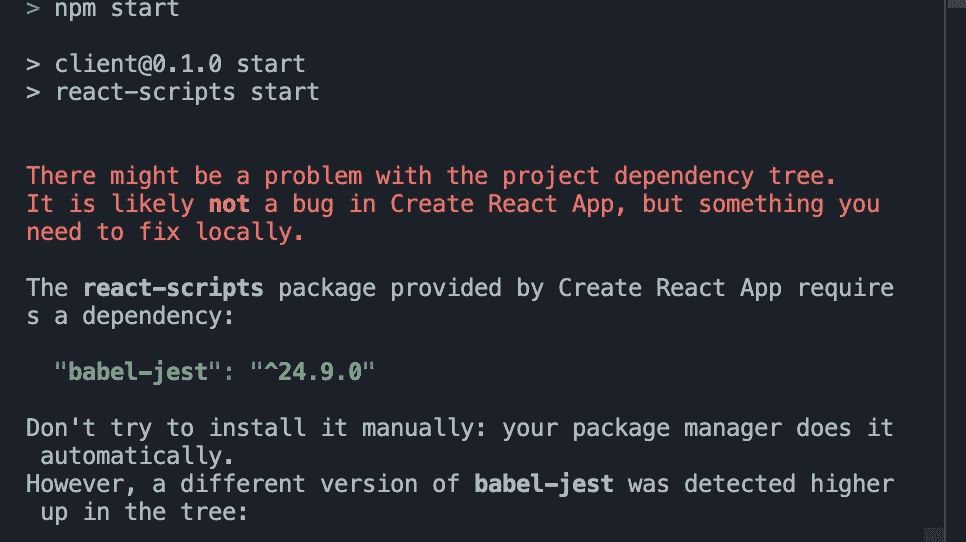 > npm start
> client@0.1.0 start
> react-scripts start
There might be a problem with the project dependency tree.
It is likely not a bug in Create React App, but something you
need to fix locally.
The react-scripts package provided by Create React App require
s a dependency:
"babel-jest": "^24.9.0"
Don't try to install it manually: your package manager does it
automatically.
However, a different version of babel-jest was detected higher
up in the tree: